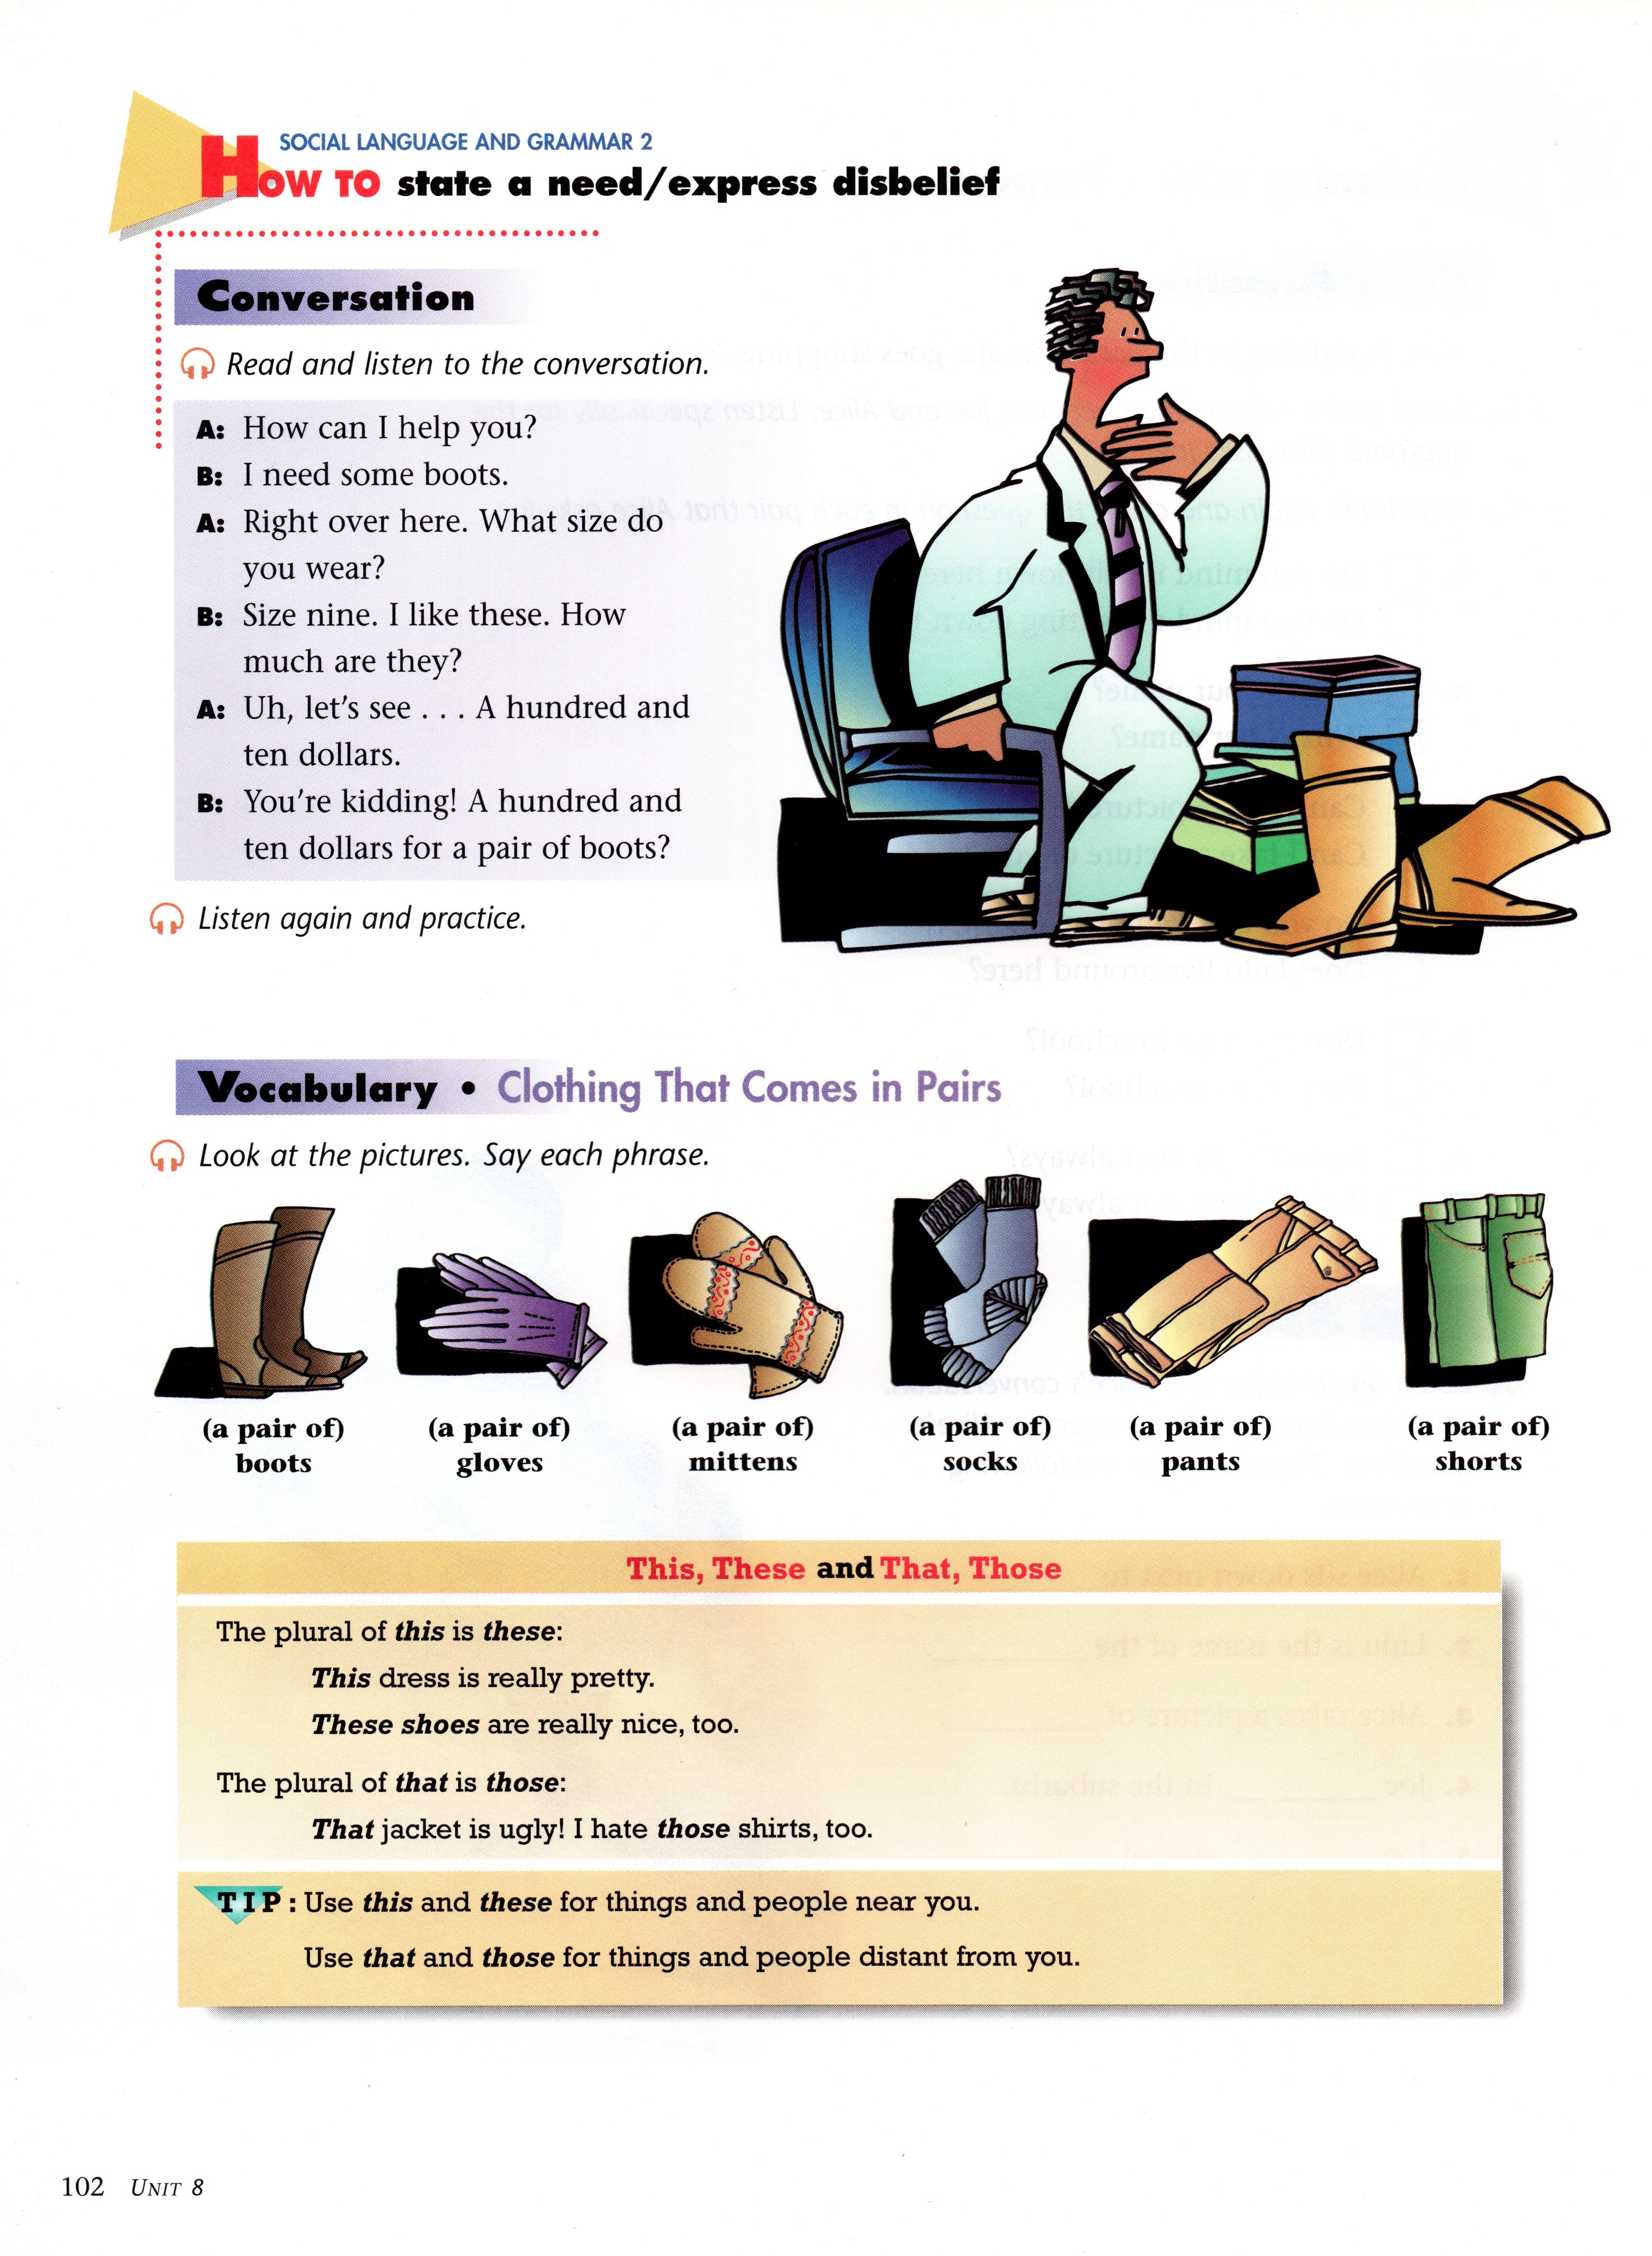 SOCIAL LANGUAGE AND GRAMMAR 2
HOW TO state a need/express disbelief
Conversation
Read and listen to the conversation.
A: How can I help you?
B: I need some boots.
A: Right over here. What size do
you wear?
B: Size nine. I like these. How
much are they?
A: Uh, let's see . . . A hundred and
ten dollars.
B: You're kidding! A hundred and
ten dollars for a pair of boots?
Listen again and practice.
Vocabulary • Clothing That Comes in Pairs
Look at the pictures. Say each phrase.
(a pair of) (a pair of) (a pair of) (a pair of) (a pair of) (a pair of)
boots gloves mittens socks pants shorts
This, These and That, Those
The plural of this is these:
This dress is really pretty.
These shoes are really nice, too.
The plural of that is those:
That jacket is ugly! I hate those shirts, too.
TIP: Use this and these for things and people near you.
Use that and those for things and people distant from you.
102 UNIT 8